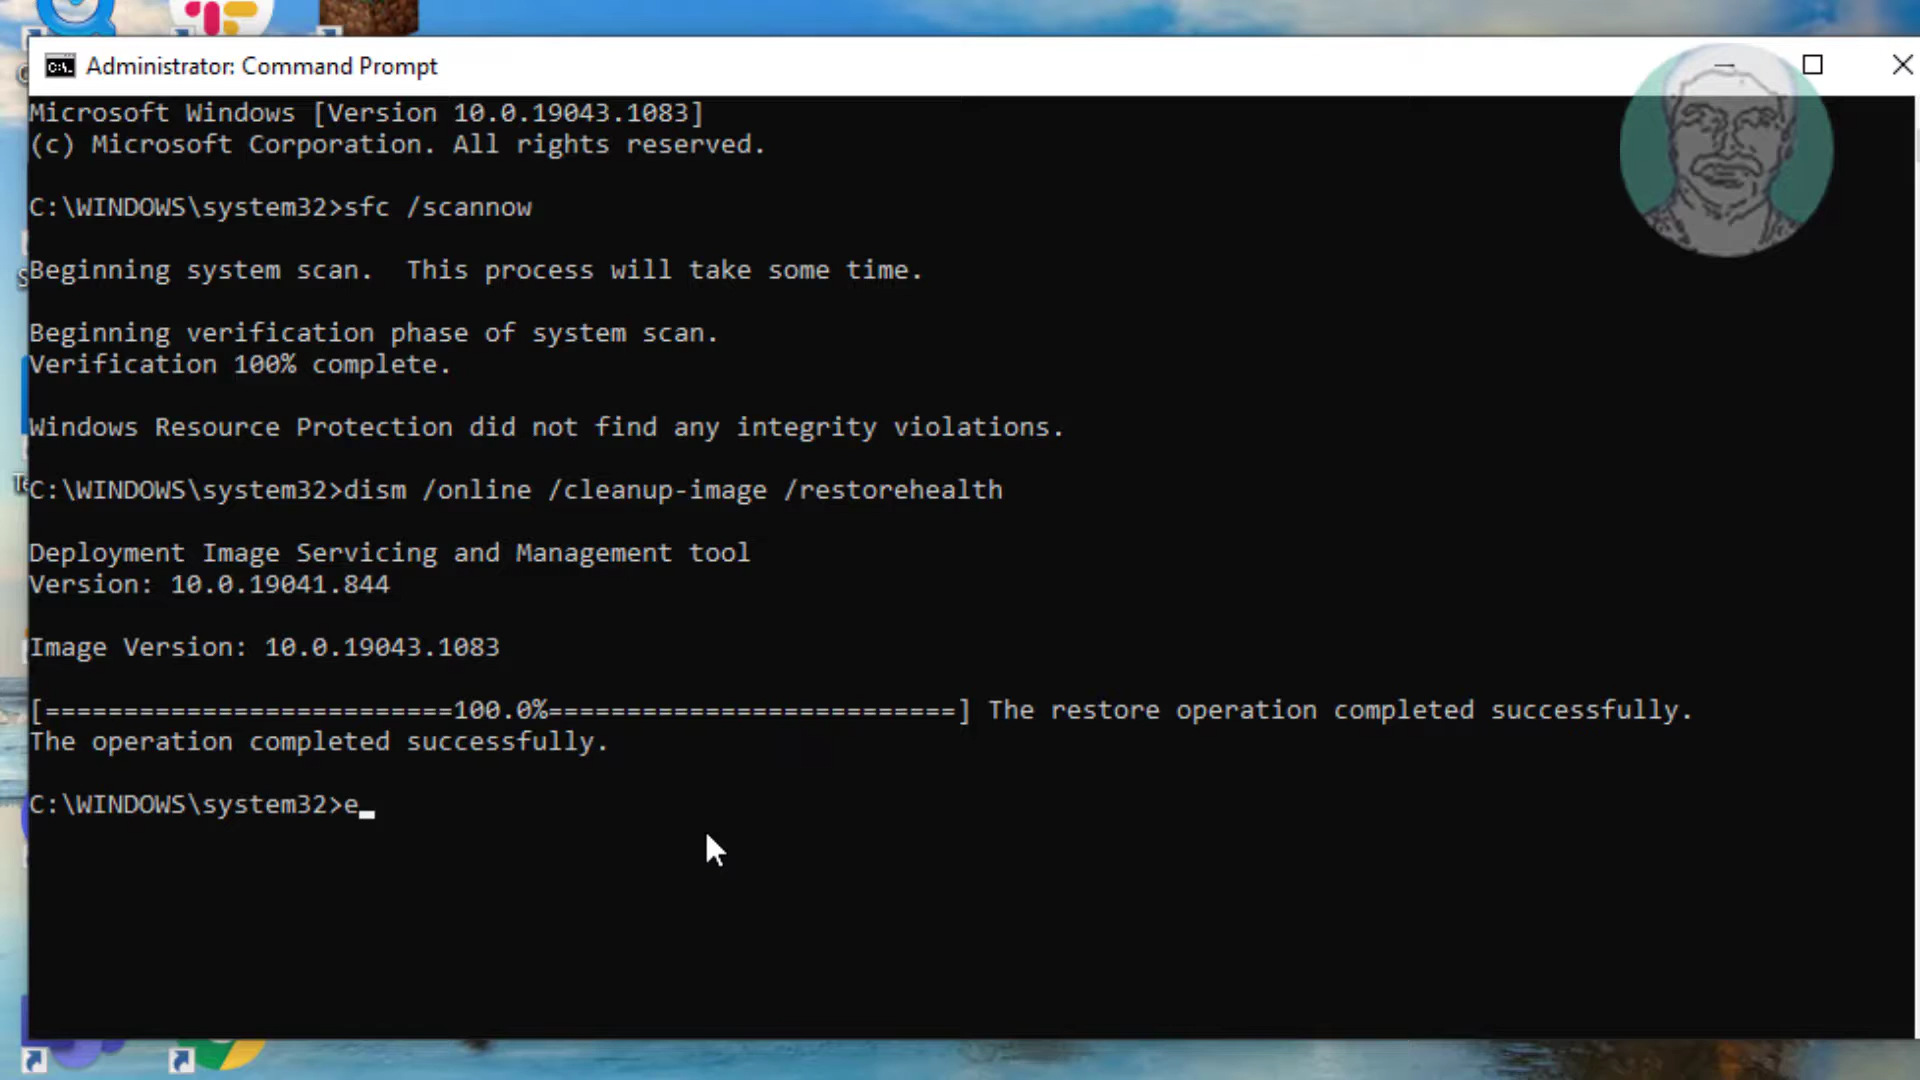 Administrator: Command Prompt
Microsoft Windows [Version 10.0.19043.1083]
(c) Microsoft Corporation. All rights reserved.
C:\WINDOWS\system32>sfc /scannow
Beginning system scan.  This process will take some time.
Beginning verification phase of system scan.
Verification 100% complete.
Windows Resource Protection did not find any integrity violations.
C:\WINDOWS\system32>dism /online /cleanup-image /restorehealth
Deployment Image Servicing and Management tool
Version: 10.0.19041.844
Image Version: 10.0.19043.1083
[==========================100.0%==========================] The restore operation completed successfully.
The operation completed successfully.
C:\WINDOWS\system32>e_